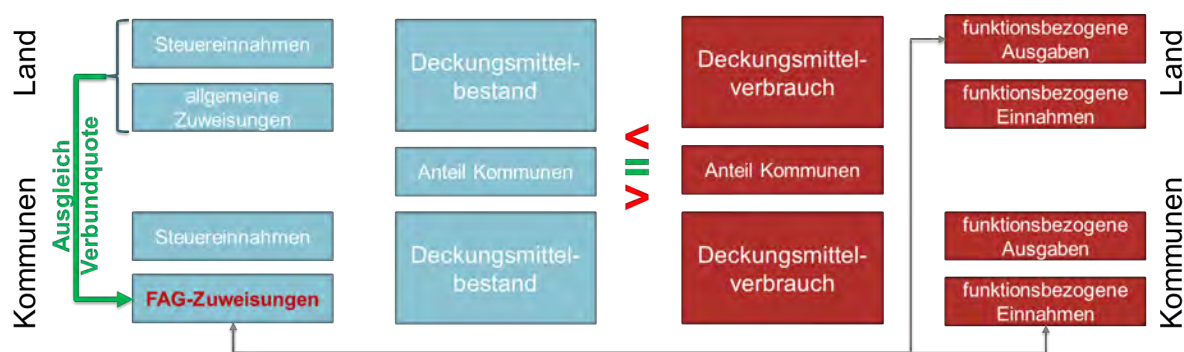 Land
Kommunen
Ausgleich
Verbundquote
Steuereinnahmen
allgemeine
Zuweisungen
Steuereinnahmen
FAG-Zuweisungen
Deckungsmittel-
bestand
Anteil Kommunen
Deckungsmittel-
bestand
< = >
Deckungsmittel-
verbrauch
Anteil Kommunen
Deckungsmittel-
verbrauch
funktionsbezogene
Ausgaben
funktionsbezogene
Einnahmen
funktionsbezogene
Ausgaben
funktionsbezogene
Einnahmen
Land
Kommunen